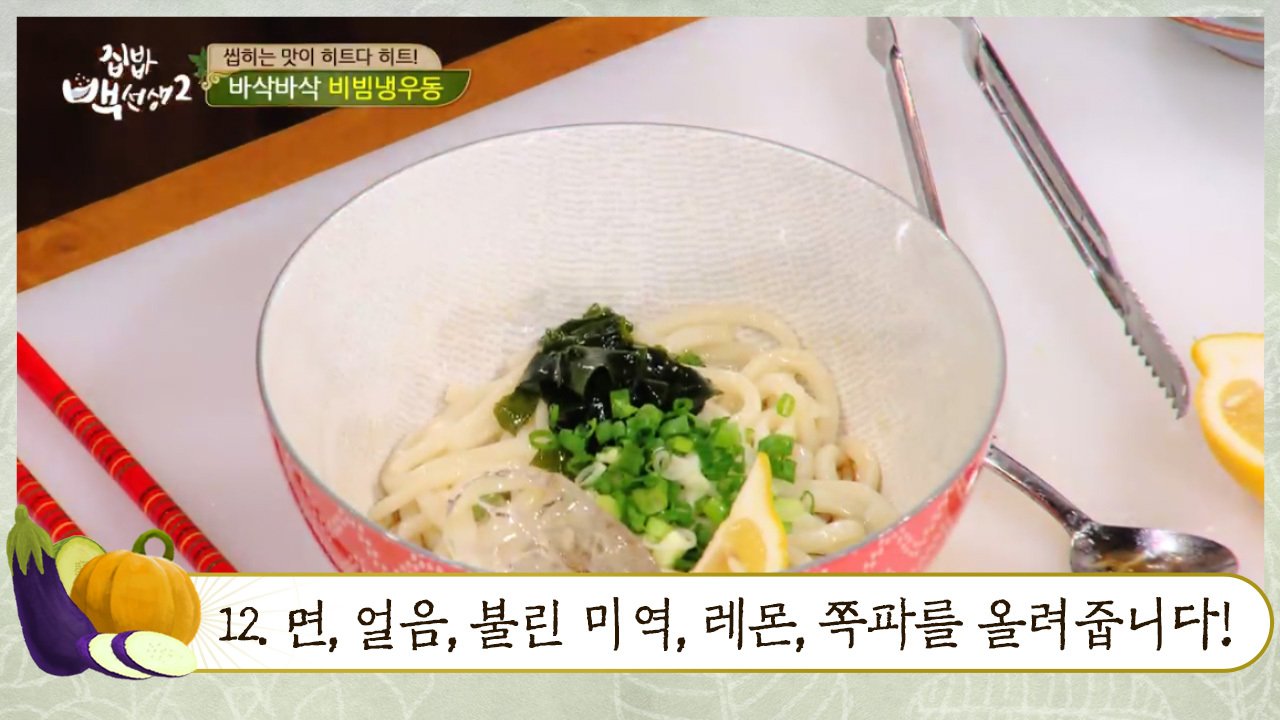 집밥
백선생2
씹히는 맛이 히트다 히트!
바삭바삭 비빔냉우동
12. 면, 얼음, 불린 미역, 레몬, 쪽파를 올려줍니다!